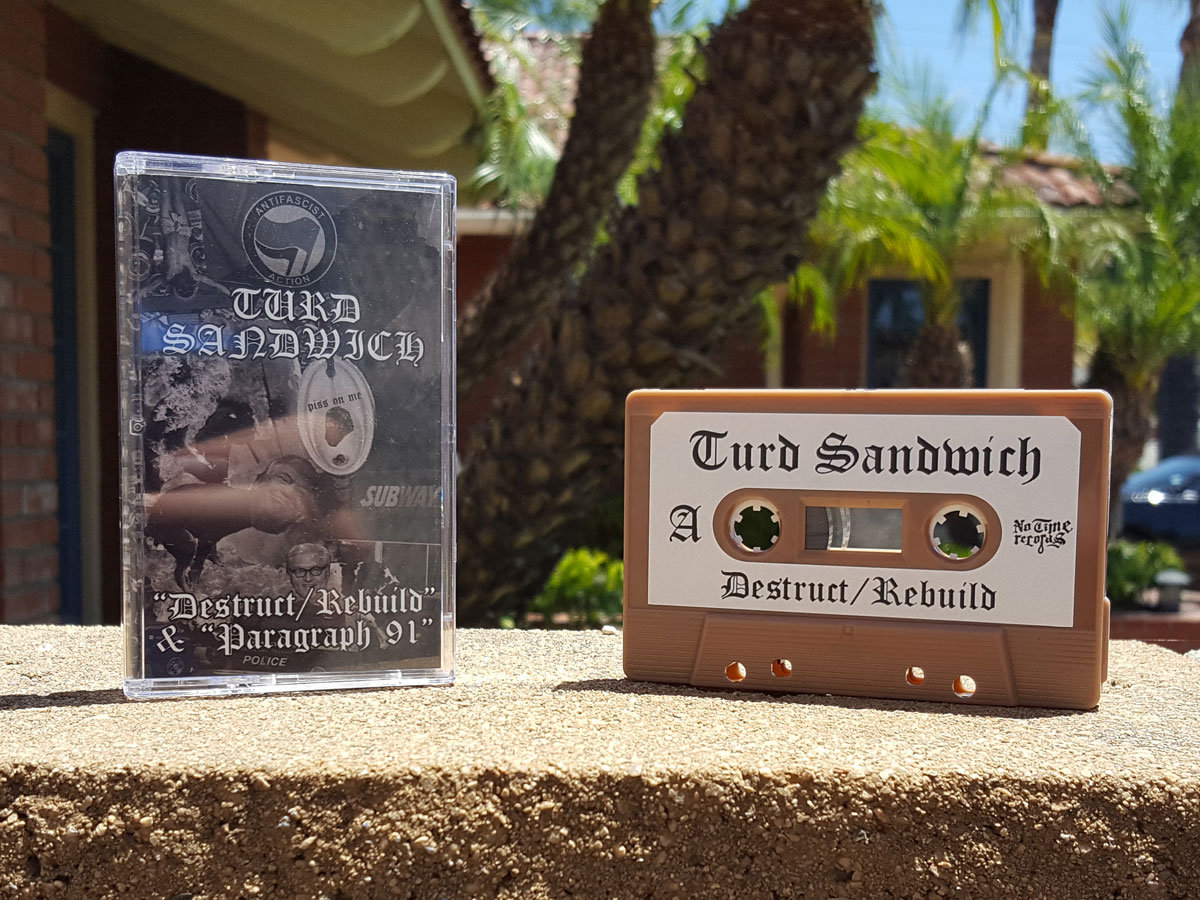 ANTIFASCIST
ACTION
TURD
SANDWICH
piss on me
SUBWAY
"Destruct/Rebuild"
& "Paragraph 91"
POLICE
Turd Sandwich
A
No Time
records
Destruct/Rebuild